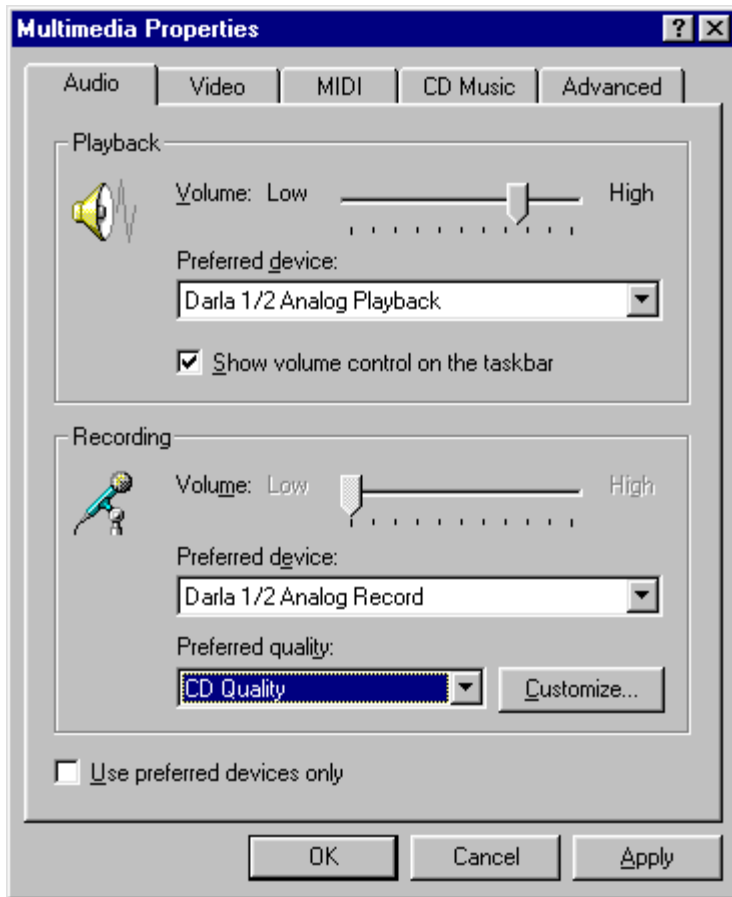 Multimedia Properties
Audio Video MIDI CD Music Advanced
Playback
Volume: Low High
Preferred device:
Darla 1/2 Analog Playback
Show volume control on the taskbar
Recording
Volume: Low High
Preferred device:
Darla 1/2 Analog Record
Preferred quality:
CD Quality Customize...
Use preferred devices only
OK Cancel Apply